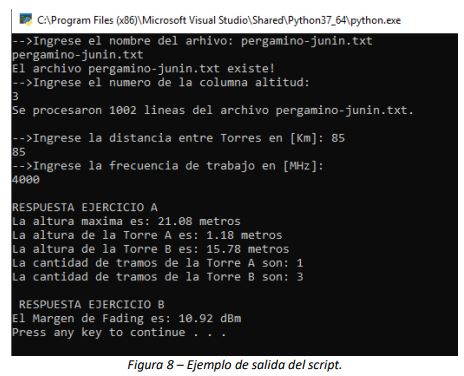 C:\Program Files (x86)\Microsoft Visual Studio\Shared\Python37_64\python.exe
-->Ingrese el nombre del arhivo: pergamino-junin.txt
pergamino-junin.txt
El archivo pergamino-junin.txt existe!
-->Ingrese el numero de la columna altitud:
3
Se procesaron 1002 lineas del archivo pergamino-junin.txt.
-->Ingrese la distancia entre Torres en [Km]: 85
85
-->Ingrese la frecuencia de trabajo en [MHz]:
4000
RESPUESTA EJERCICIO A
La altura maxima es: 21.08 metros
La altura de la Torre A es: 1.18 metros
La altura de la Torre B es: 15.78 metros
La cantidad de tramos de la Torre A son: 1
La cantidad de tramos de la Torre B son: 3
RESPUESTA EJERCICIO B
El Margen de Fading es: 10.92 dBm
Press any key to continue . . .
Figura 8 – Ejemplo de salida del script.